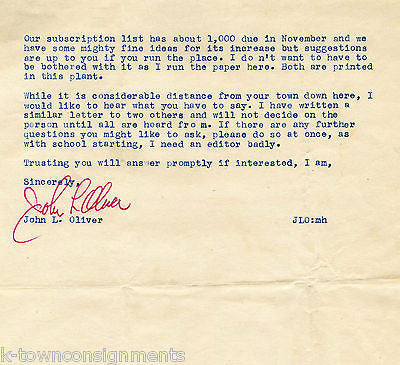 Our subscription list has about 1,000 due in November and we
have some mighty fine ideas for its increase but suggestions
are up to you if you run the place. I do n't want to have to
be bothered with it as I run the paper here. Both are printed
in this plant.
While it is considerable distance from your town down here, I
would like to hear what you have to say. I have written a
similar letter to two others and will not decide on the
person until all are heard from. If there are any further
questions you might like to ask, please do so at once, as
with school starting, I need an editor badly.
Trusting you will answer promptly if interested, I am,
Sincerely,
John L Oliver
John L. Oliver JLO:mh
k-townconsignments